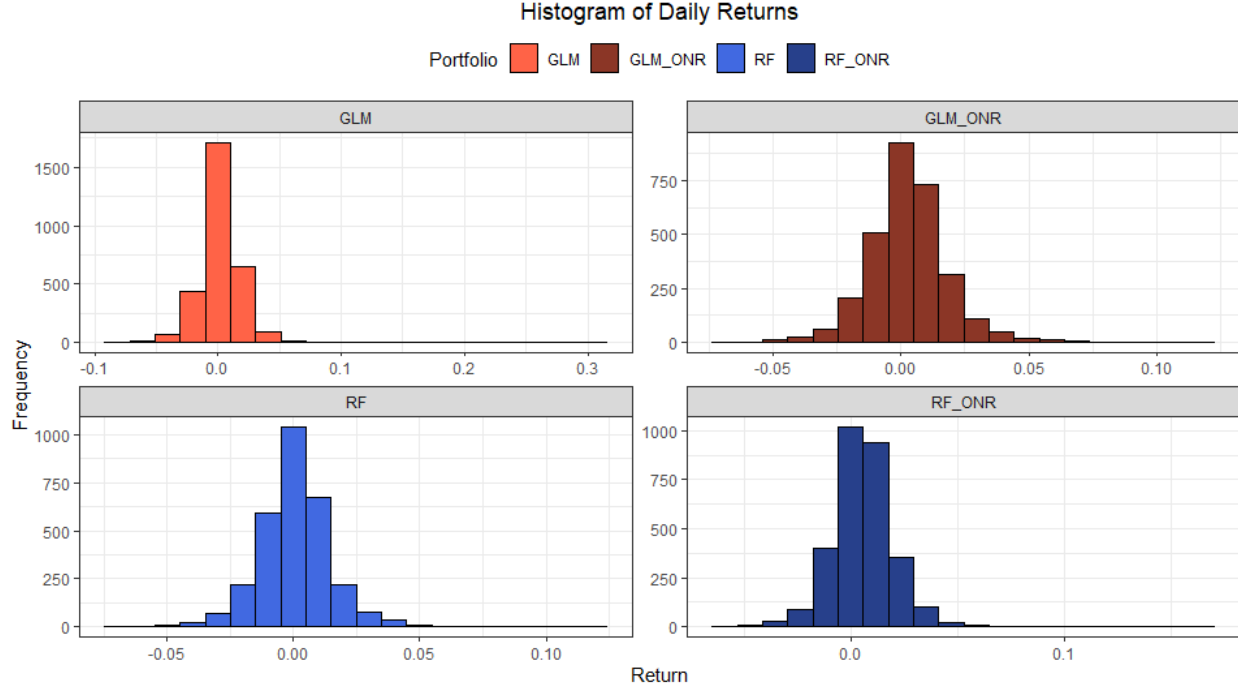 Histogram of Daily Returns
Portfolio GLM GLM_ONR RF RF_ONR
GLM
1500
1000
500
0
-0.1 0.0 0.1 0.2 0.3
GLM_ONR
750
500
250
0
-0.05 0.00 0.05 0.10
Frequency
RF
1000
750
500
250
0
-0.05 0.00 0.05 0.10
RF_ONR
1000
750
500
250
0
0.0 0.1
Return